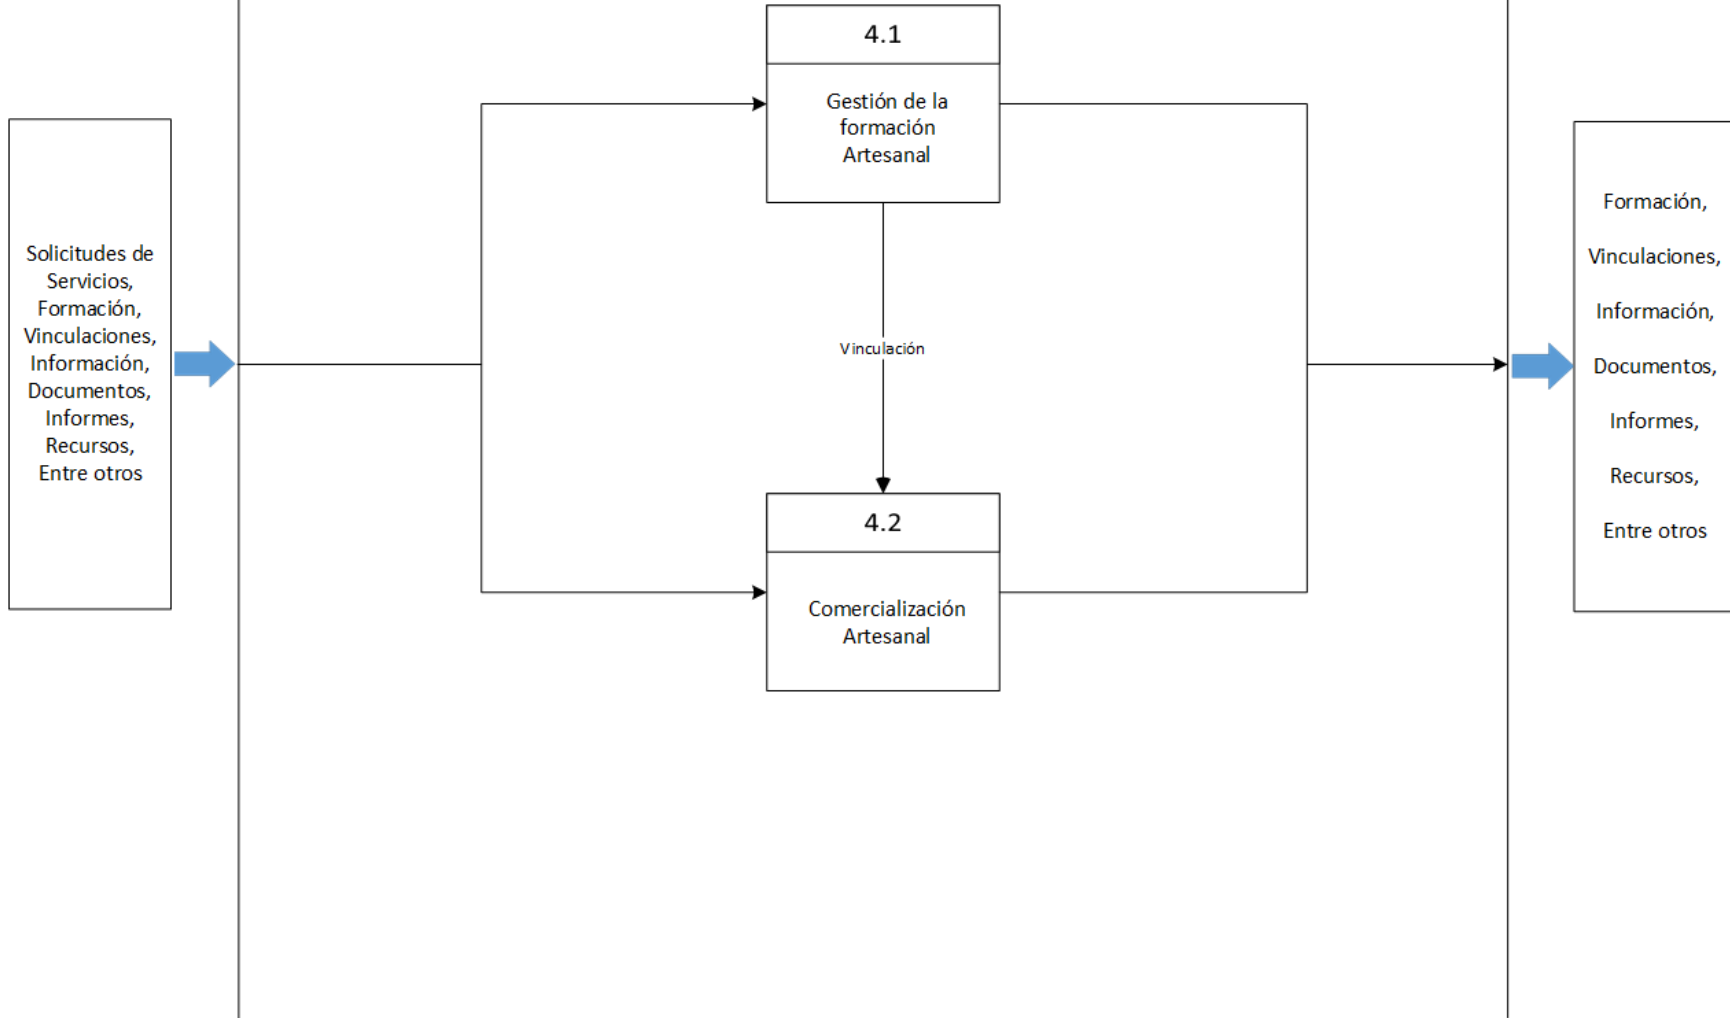 4.1
Gestión de la
formación
Artesanal
Solicitudes de
Servicios,
Formación,
Vinculaciones,
Información,
Documentos,
Informes,
Recursos,
Entre otros
Vinculación
4.2
Comercialización
Artesanal
Formación,
Vinculaciones,
Información,
Documentos,
Informes,
Recursos,
Entre otros